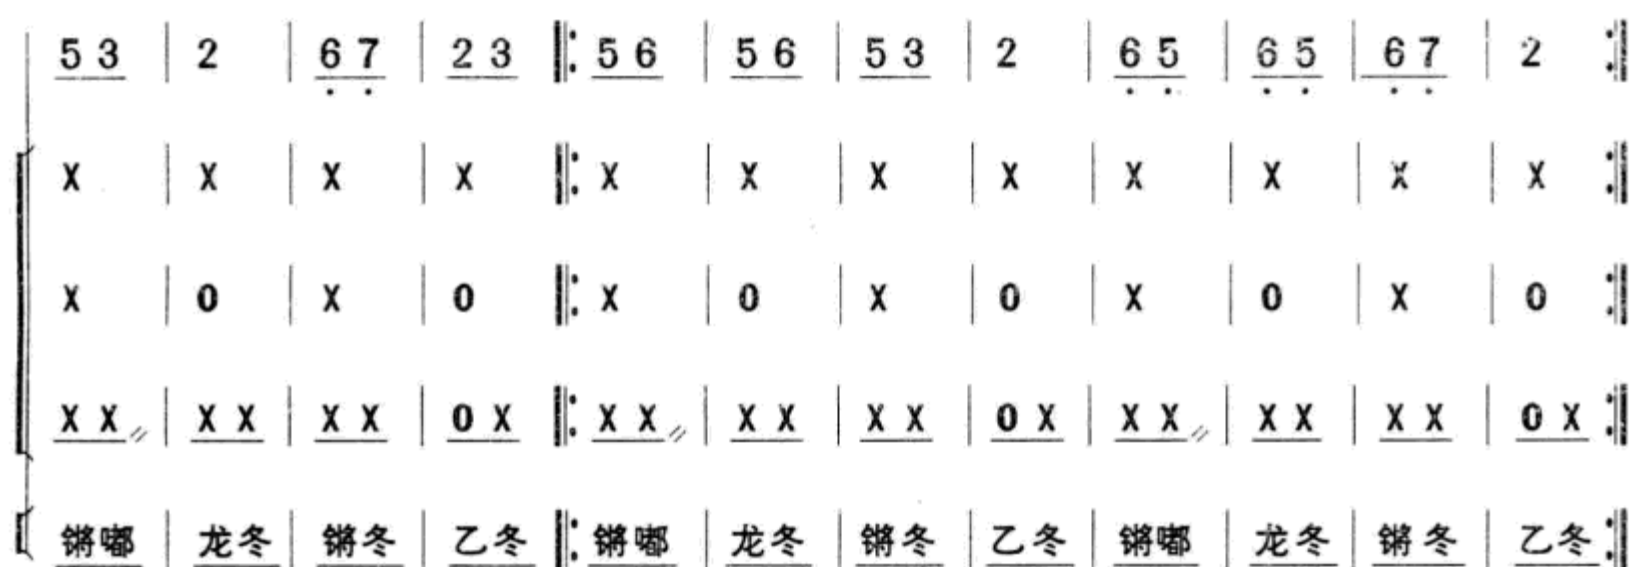 5 3 | 2 | 6 7 | 2 3 ‖: 5 6 | 5 6 | 5 3 | 2 | 6 5 | 6 5 | 6 7 | 2 :‖
X | X | X | X ‖: X | X | X | X | X | X | X | X :‖
X | 0 | X | 0 ‖: X | 0 | X | 0 | X | 0 | X | 0 :‖
X X | X X | X X | 0 X ‖: X X | X X | X X | 0 X | X X | X X | X X | 0 X :‖
锵嘟 | 龙冬 | 锵冬 | 乙冬 ‖: 锵嘟 | 龙冬 | 锵冬 | 乙冬 | 锵嘟 | 龙冬 | 锵冬 | 乙冬 :‖